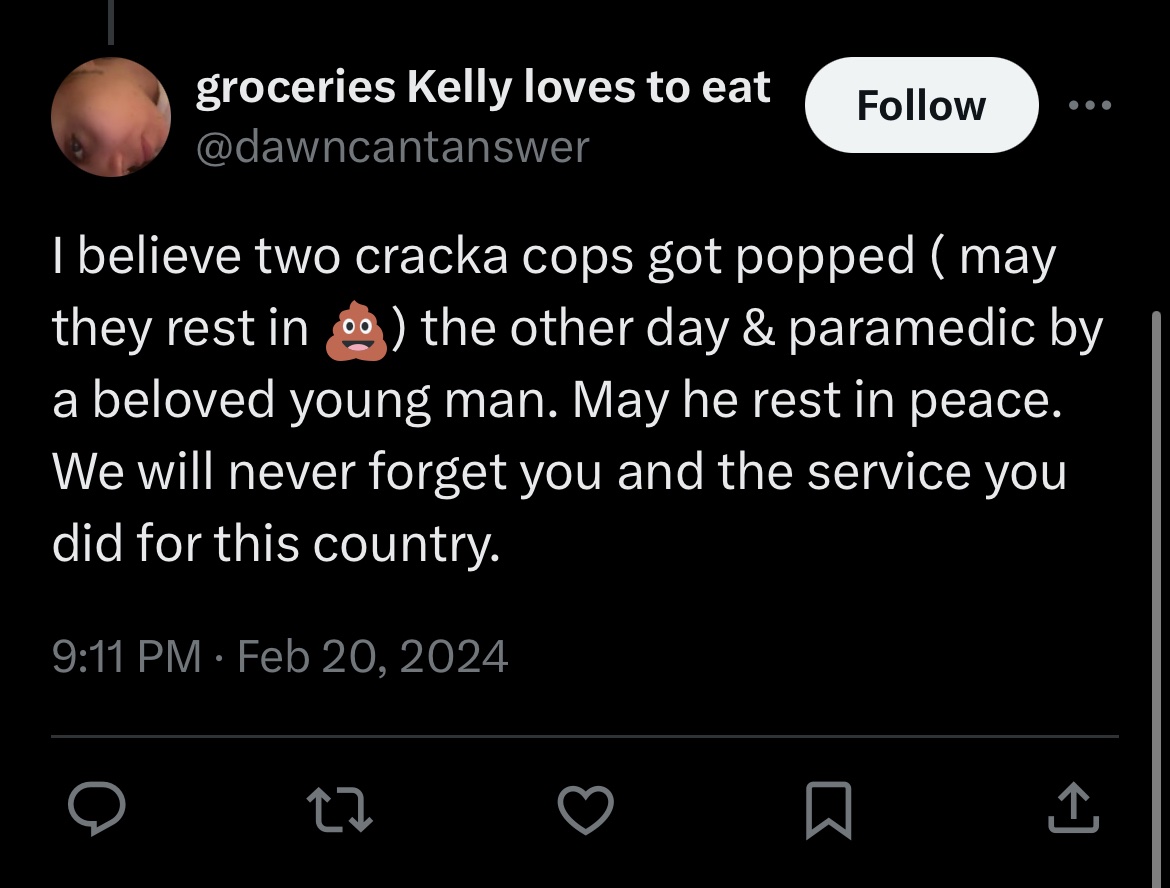 groceries Kelly loves to eat
Follow
@dawncantanswer
I believe two cracka cops got popped ( may
they rest in 💩) the other day & paramedic by
a beloved young man. May he rest in peace.
We will never forget you and the service you
did for this country.
9:11 PM · Feb 20, 2024